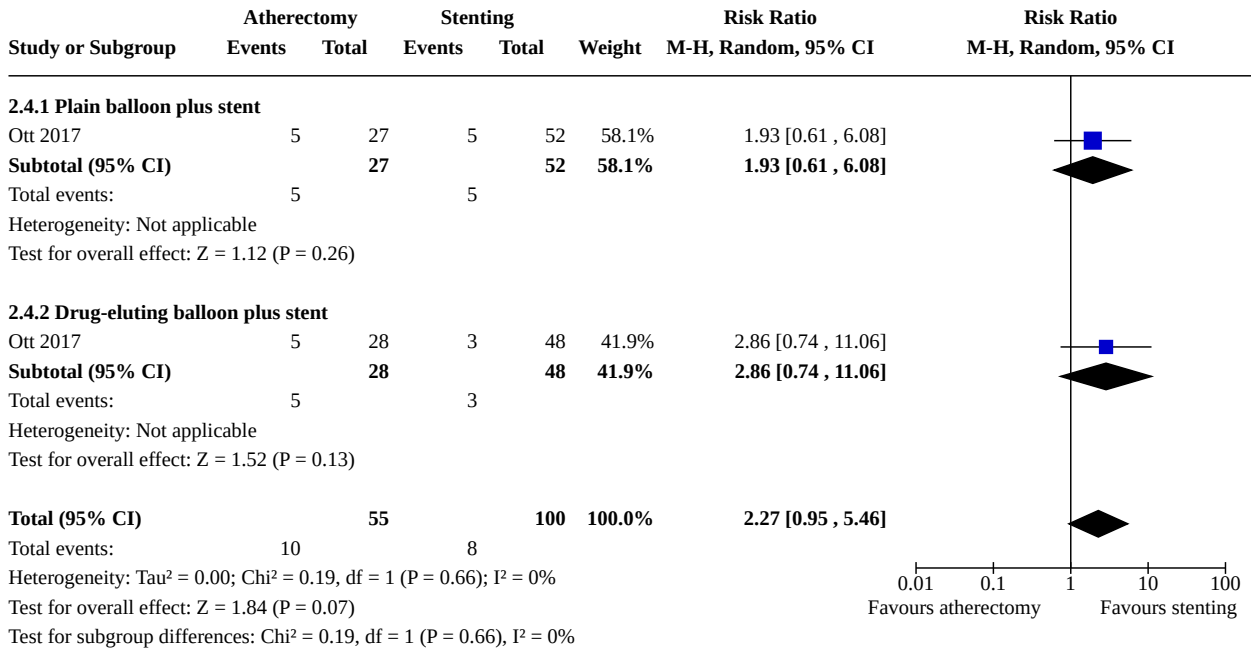 Atherectomy Stenting Risk Ratio Risk Ratio
Study or Subgroup Events Total Events Total Weight M-H, Random, 95% CI M-H, Random, 95% CI
2.4.1 Plain balloon plus stent
Ott 2017 5 27 5 52 58.1% 1.93 [0.61 , 6.08]
Subtotal (95% CI) 27 52 58.1% 1.93 [0.61 , 6.08]
Total events: 5 5
Heterogeneity: Not applicable
Test for overall effect: Z = 1.12 (P = 0.26)
2.4.2 Drug-eluting balloon plus stent
Ott 2017 5 28 3 48 41.9% 2.86 [0.74 , 11.06]
Subtotal (95% CI) 28 48 41.9% 2.86 [0.74 , 11.06]
Total events: 5 3
Heterogeneity: Not applicable
Test for overall effect: Z = 1.52 (P = 0.13)
Total (95% CI) 55 100 100.0% 2.27 [0.95 , 5.46]
Total events: 10 8
Heterogeneity: Tau² = 0.00; Chi² = 0.19, df = 1 (P = 0.66); I² = 0%
0.01 0.1 1 10 100
Test for overall effect: Z = 1.84 (P = 0.07) Favours atherectomy Favours stenting
Test for subgroup differences: Chi² = 0.19, df = 1 (P = 0.66), I² = 0%